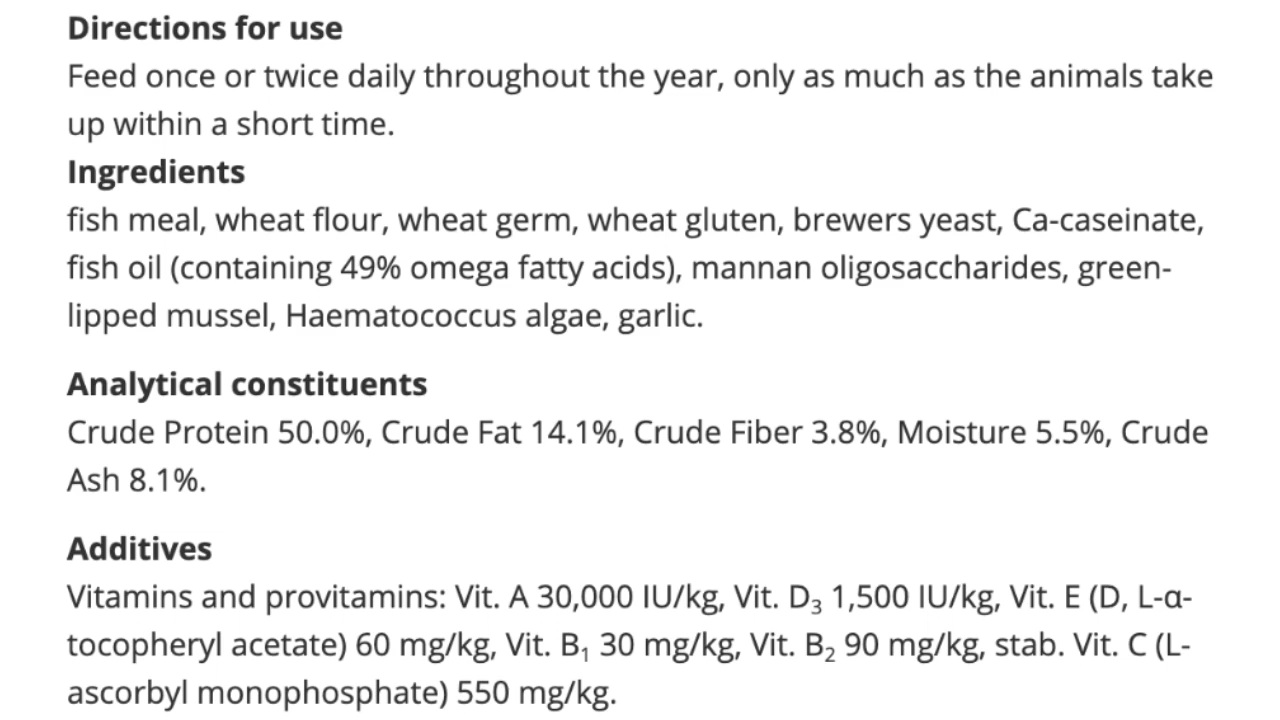 Directions for use
Feed once or twice daily throughout the year, only as much as the animals take
up within a short time.
Ingredients
fish meal, wheat flour, wheat germ, wheat gluten, brewers yeast, Ca-caseinate,
fish oil (containing 49% omega fatty acids), mannan oligosaccharides, green-
lipped mussel, Haematococcus algae, garlic.
Analytical constituents
Crude Protein 50.0%, Crude Fat 14.1%, Crude Fiber 3.8%, Moisture 5.5%, Crude
Ash 8.1%.
Additives
Vitamins and provitamins: Vit. A 30,000 IU/kg, Vit. D₃ 1,500 IU/kg, Vit. E (D, L-α-
tocopheryl acetate) 60 mg/kg, Vit. B₁ 30 mg/kg, Vit. B₂ 90 mg/kg, stab. Vit. C (L-
ascorbyl monophosphate) 550 mg/kg.